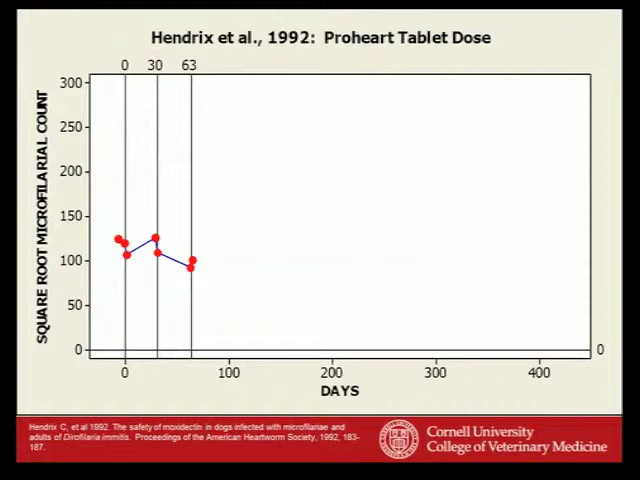 Hendrix et al., 1992: Proheart Tablet Dose
0 30 63
300
250
200
150
100
50
0
0
SQUARE ROOT MICROFILARIAL COUNT
0 100 200 300 400
DAYS
Hendrix C, et al 1992. The safety of moxidectin in dogs infected with microfilariae and
adults of Dirofilaria immitis. Proceedings of the American Heartworm Society, 1992, 183-
187.
Cornell University
College of Veterinary Medicine